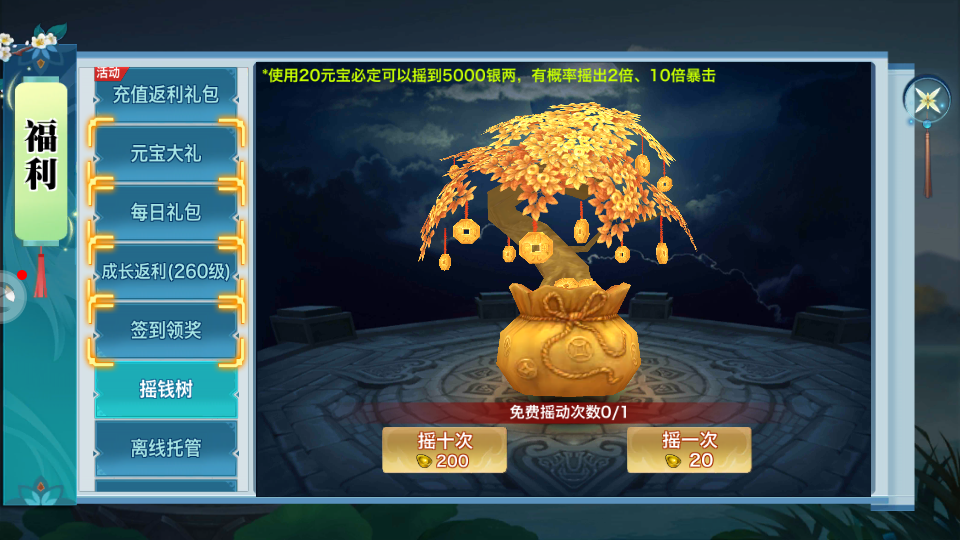 福利
活动
充值返利礼包
元宝大礼
每日礼包
成长返利(260级)
签到领奖
摇钱树
离线托管
*使用20元宝必定可以摇到5000银两，有概率摇出2倍、10倍暴击
免费摇动次数0/1
摇十次
200
摇一次
20